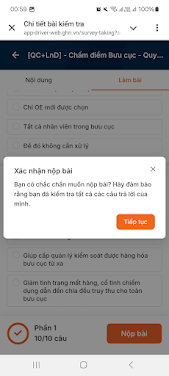 00:59
100%
Chi tiết bài kiểm tra
app-driver-web.ghn.vn/survey-taking?s
[QC+LnD] - Chấm điểm Bưu cục - Quy...
Nội dung
Làm bài
Chỉ OE mới được chọn
Tất cả nhân viên trong bưu cục
Để đó không cần xử lý
Xác nhận nộp bài
Bạn có chắc chắn muốn nộp bài? Hãy đảm bảo
rằng bạn đã kiểm tra tất cả các câu trả lời của
mình.
Tiếp tục
Giúp cấp quản lý kiểm soát được hàng hóa
bưu cục từ xa
Giảm tình trạng mất hàng, cố tình chiếm
dụng dẫn đến chia đều truy thu cho toàn
bưu cục
Phần 1
10/10 câu
Nộp bài